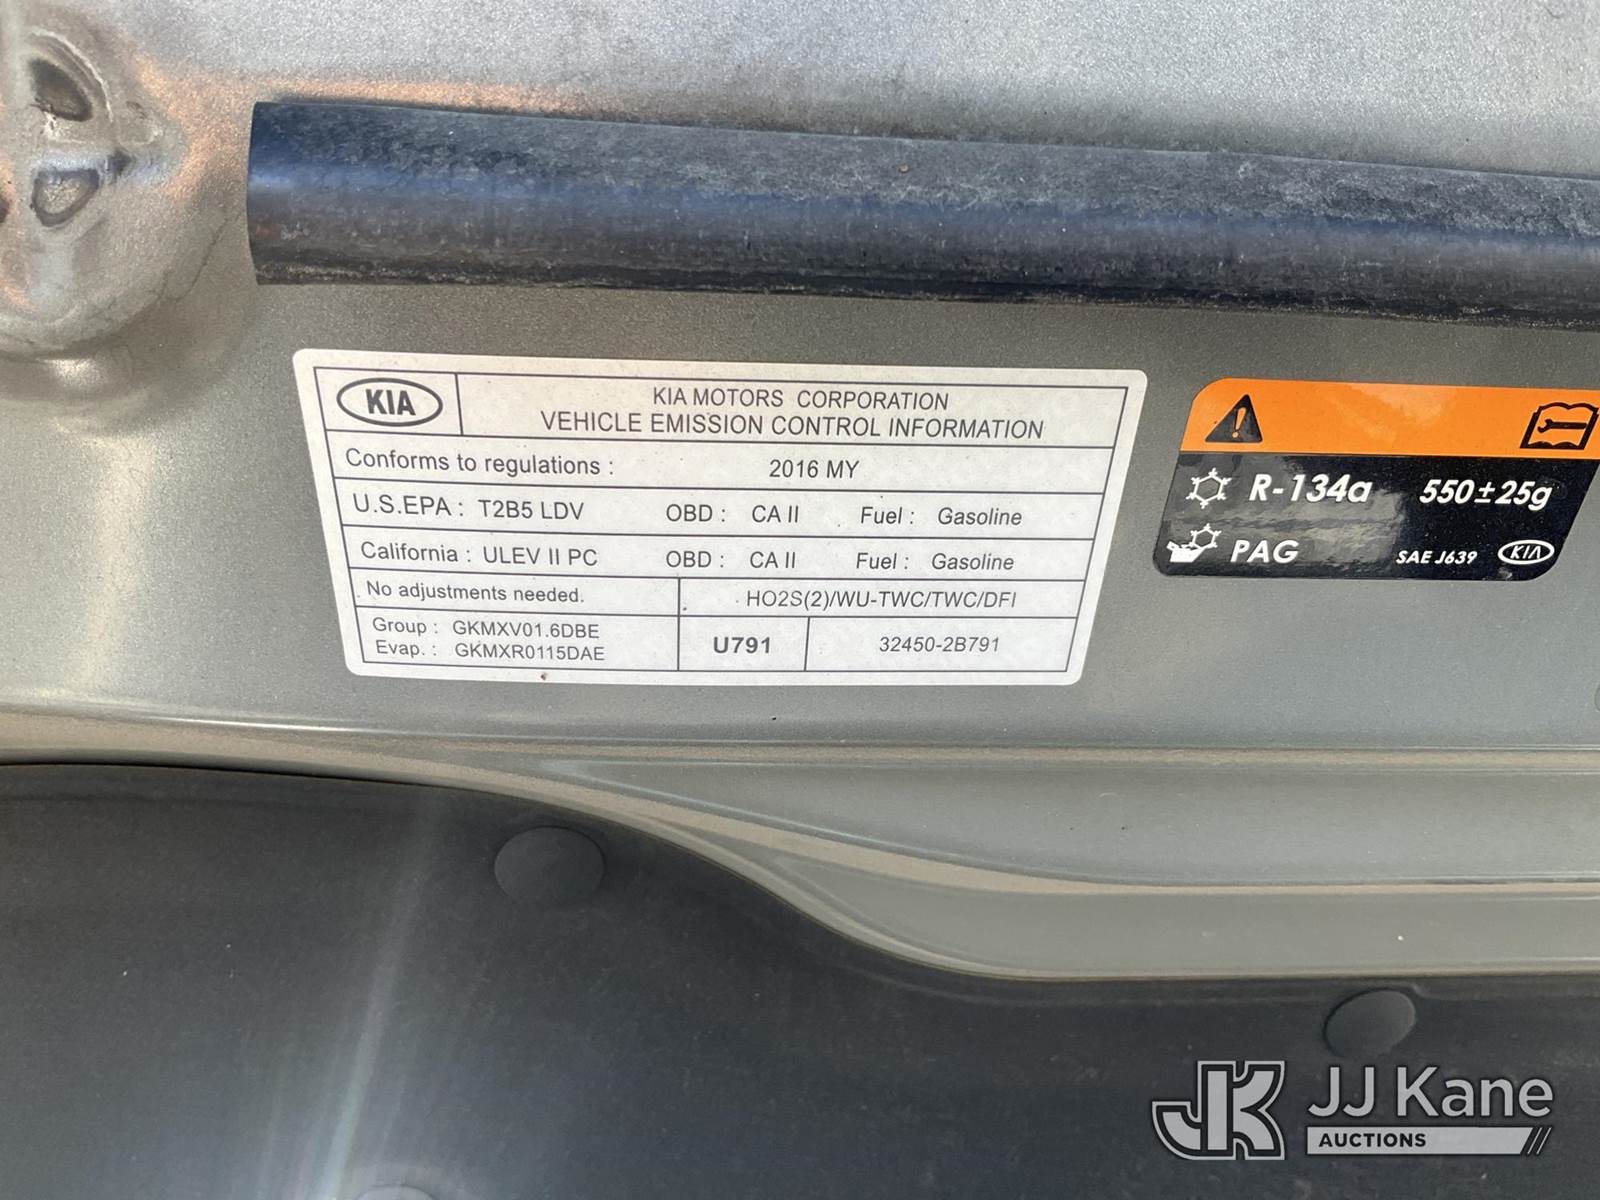 KIA
KIA MOTORS CORPORATION
VEHICLE EMISSION CONTROL INFORMATION
Conforms to regulations : 2016 MY
U.S.EPA : T2B5 LDV OBD : CA II Fuel : Gasoline
California : ULEV II PC OBD : CA II Fuel : Gasoline
No adjustments needed. HO2S(2)/WU-TWC/TWC/DFI
Group : GKMXV01.6DBE
Evap. : GKMXR0115DAE
U791 32450-2B791
R-134a 550±25g
PAG SAE J639 KIA
JK JJ Kane
AUCTIONS